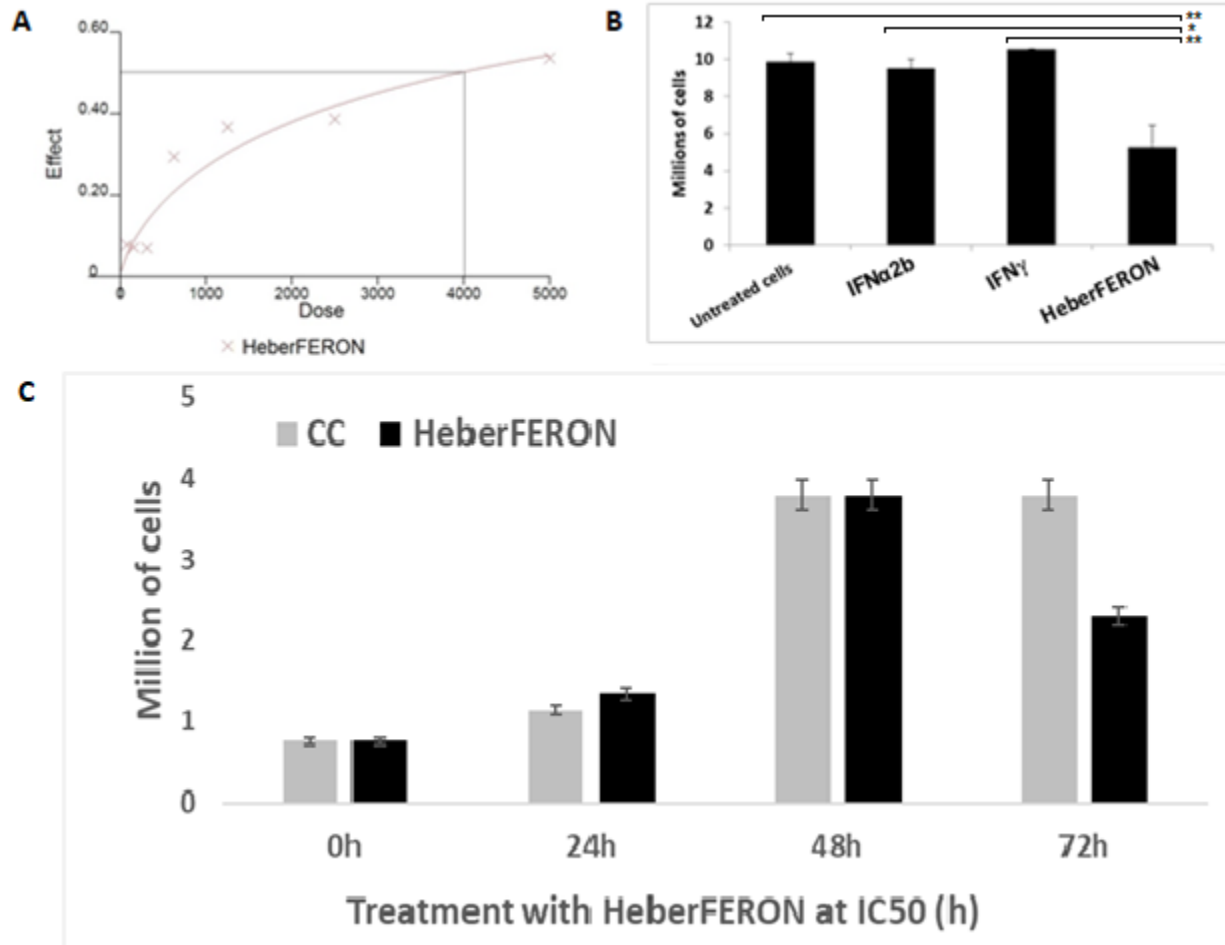 A
0.60
0.40
0.20
0
Effect
0 1000 2000 3000 4000 5000
Dose
× HeberFERON
B
12
10
8
6
4
2
0
Millions of cells
**
*
**
Untreated cells
IFNα2b
IFNγ
HeberFERON
C
5
4
3
2
1
0
Million of cells
CC HeberFERON
0h 24h 48h 72h
Treatment with HeberFERON at IC50 (h)